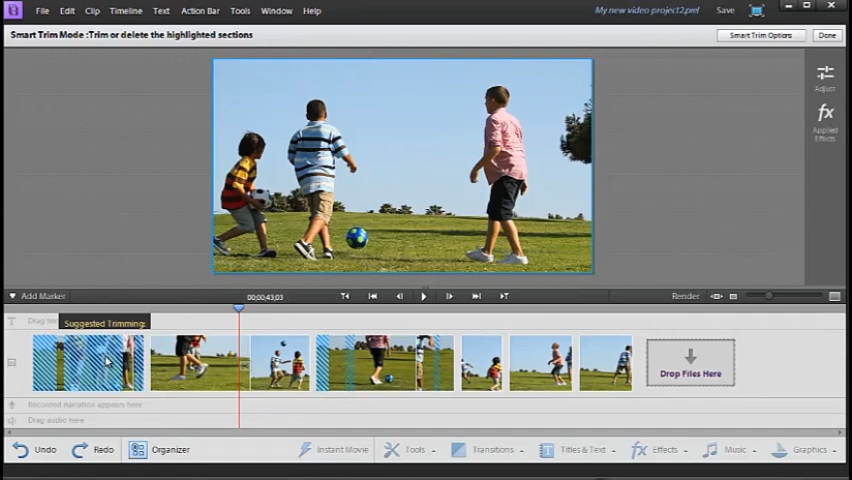 File Edit Clip Timeline Text Action Bar Tools Window Help
My new video project2.prel Save
Smart Trim Mode :Trim or delete the highlighted sections
Smart Trim Options Done
Adjust
fx
Applied
Effects
Add Marker 00;00;43;03 Render
T Drag he
Suggested Trimming:
Drop Files Here
Recorded narration appears here.
Drag audio here.
Undo Redo Organizer Instant Movie Tools Transitions T Titles & Text fx Effects Music Graphics